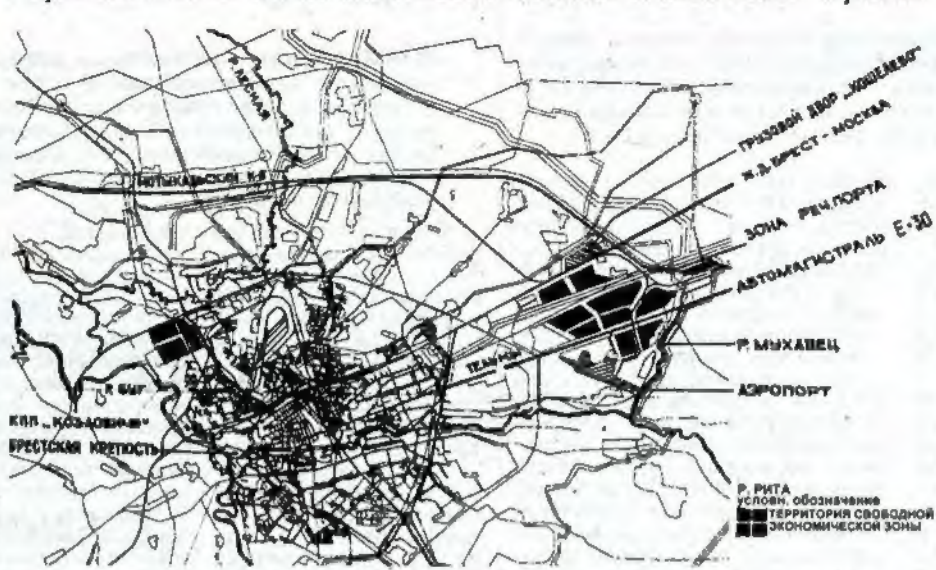 Р. ЛЕСНАЯ
ГРУЗОВОЙ ДВОР „КОШЕЛЕВО“
Ж.Д. БРЕСТ - МОСКВА
ЗОНА РЕЧ.ПОРТА
АВТОМАГИСТРАЛЬ Е-30
Р. МУХАВЕЦ
АЭРОПОРТ
Р. БУГ
КПП „КОЗЛОВИЧИ“
БРЕСТСКАЯ КРЕПОСТЬ
Р. РИТА
УСЛОВН. ОБОЗНАЧЕНИЕ
ТЕРРИТОРИЯ СВОБОДНОЙ
ЭКОНОМИЧЕСКОЙ ЗОНЫ